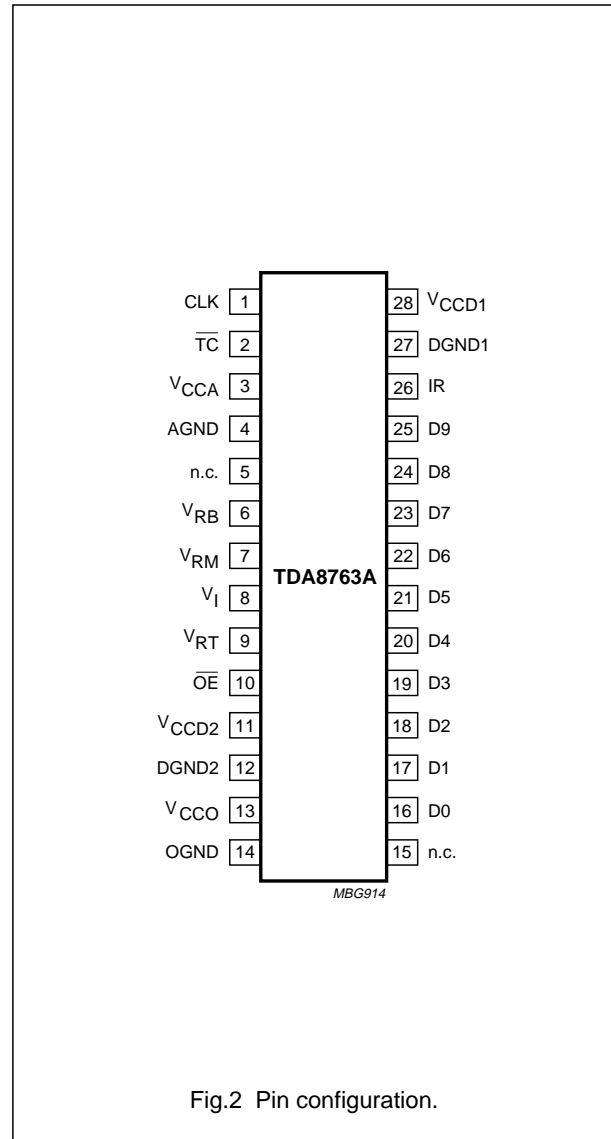 CLK 1 28 VCCD1
T̅C̅ 2 27 DGND1
VCCA 3 26 IR
AGND 4 25 D9
n.c. 5 24 D8
VRB 6 23 D7
VRM 7 22 D6
TDA8763A
VI 8 21 D5
VRT 9 20 D4
O̅E̅ 10 19 D3
VCCD2 11 18 D2
DGND2 12 17 D1
VCCO 13 16 D0
OGND 14 15 n.c.
MBG914
Fig.2 Pin configuration.